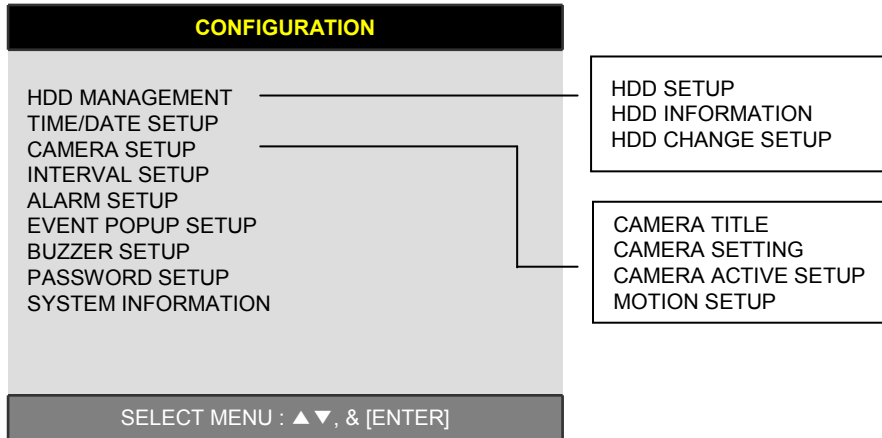 CONFIGURATION
HDD MANAGEMENT
TIME/DATE SETUP
CAMERA SETUP
INTERVAL SETUP
ALARM SETUP
EVENT POPUP SETUP
BUZZER SETUP
PASSWORD SETUP
SYSTEM INFORMATION
SELECT MENU : ▲▼, & [ENTER]
HDD SETUP
HDD INFORMATION
HDD CHANGE SETUP
CAMERA TITLE
CAMERA SETTING
CAMERA ACTIVE SETUP
MOTION SETUP